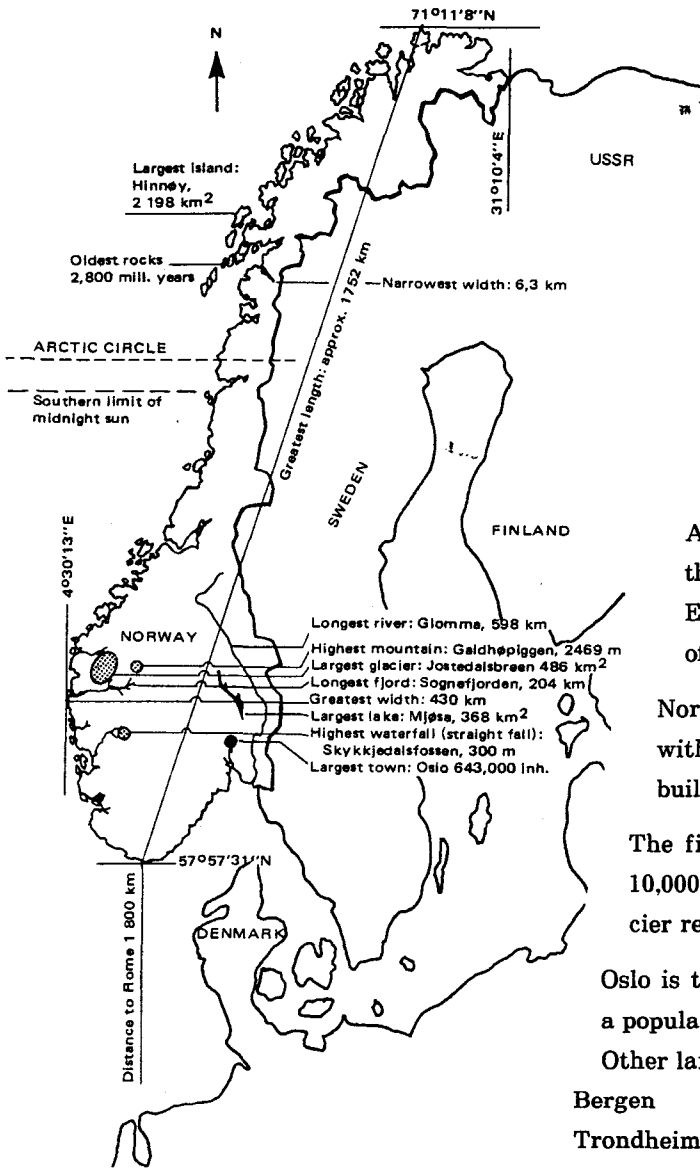 71°11'8''N
N
31°10'4''E
USSR
Largest island:
Hinnøy,
2 198 km²
Oldest rocks
2,800 mill. years
Narrowest width: 6,3 km
Greatest length: approx. 1752 km
ARCTIC CIRCLE
Southern limit of
midnight sun
SWEDEN
FINLAND
4°30'13''E
NORWAY
Longest river: Glomma, 598 km
Highest mountain: Galdhøpiggen, 2469 m
Largest glacier: Jostedalsbreen 486 km²
Longest fjord: Sognefjorden, 204 km
Greatest width: 430 km
Largest lake: Mjøsa, 368 km²
Highest waterfall (straight fall):
Skykkjedalsfossen, 300 m
Largest town: Oslo 643,000 inh.
57°57'31''N
Distance to Rome 1 800 km
DENMARK
A
th
E
of
Nor
with
buil
The fi
10,000
cier re
Oslo is t
a popula
Other lar
Bergen
Trondheim